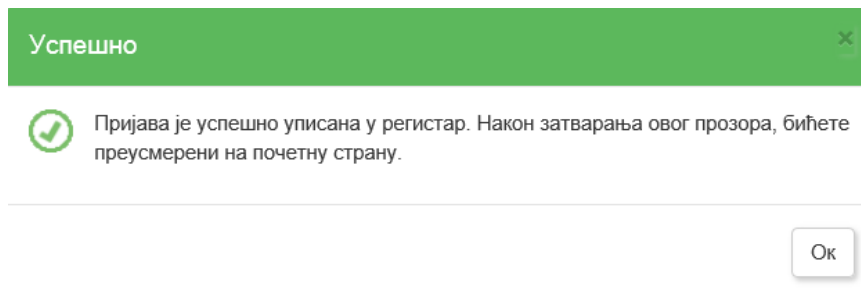 Успешно
Пријава је успешно уписана у регистар. Након затварања овог прозора, бићете
преусмерени на почетну страну.
Ок